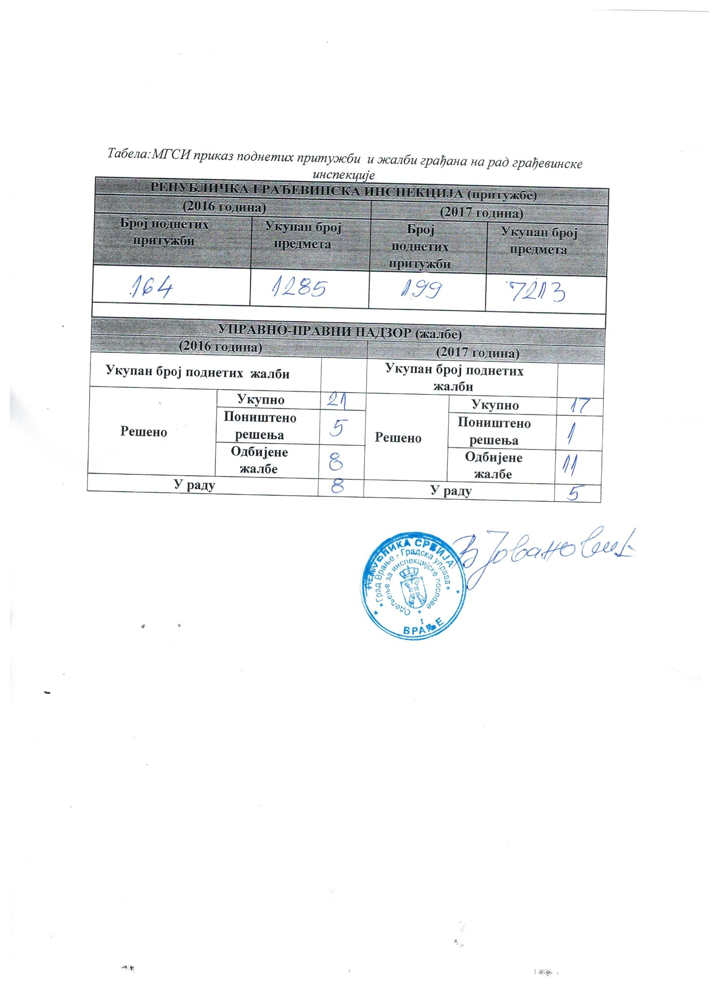 Табела:МГСИ приказ поднетих притужби и жалби грађана на рад грађевинске
инспекције
РЕПУБЛИЧКА ГРАЂЕВИНСКА ИНСПЕКЦИЈА (притужбе)
(2016 година) (2017 година)
Број поднетих притужби
Укупан број предмета
Број поднетих притужби
Укупан број предмета
164 1285 199 7213
УПРАВНО-ПРАВНИ НАДЗОР (жалбе)
(2016 година) (2017 година)
Укупан број поднетих жалби
Укупан број поднетих
жалби
Решено
Укупно 21
Поништено
решења 5
Одбијене
жалбе 8
Решено
Укупно 17
Поништено
решења 1
Одбијене
жалбе 11
У раду 8
У раду 5
В Јовановић
РЕПУБЛИКА СРБИЈА
Град Врање - Градска управа
Одељење за инспекцијске послове
I
ВРАЊЕ